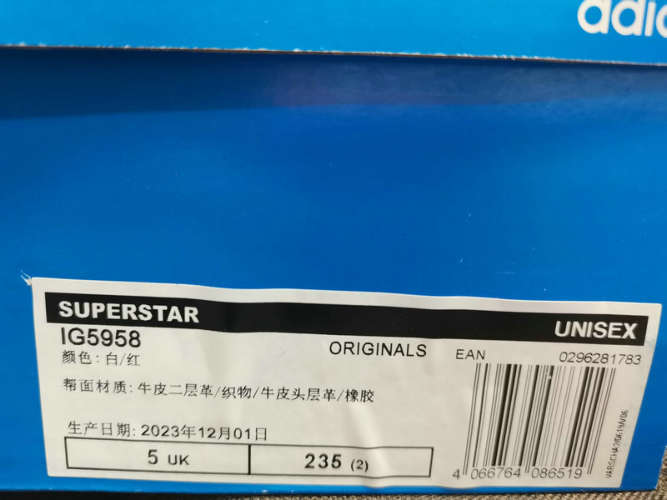 adid
SUPERSTAR
UNISEX
IG5958
ORIGINALS
EAN
0296281783
颜色: 白/红
帮面材质: 牛皮二层革/织物/牛皮头层革/橡胶
生产日期: 2023年12月01日
5 UK
235 (2)
4 066764 086519